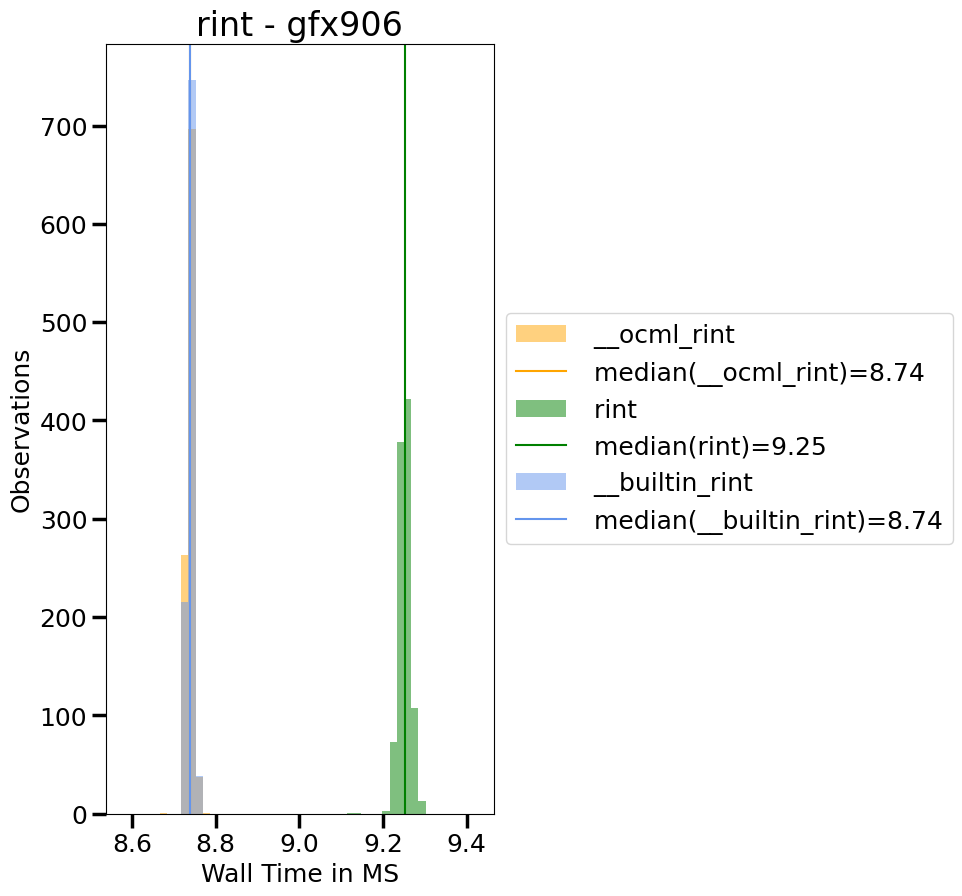 rint - gfx906
Observations
700
600
500
400
300
200
100
0
8.6 8.8 9.0 9.2 9.4
Wall Time in MS
__ocml_rint
median(__ocml_rint)=8.74
rint
median(rint)=9.25
__builtin_rint
median(__builtin_rint)=8.74